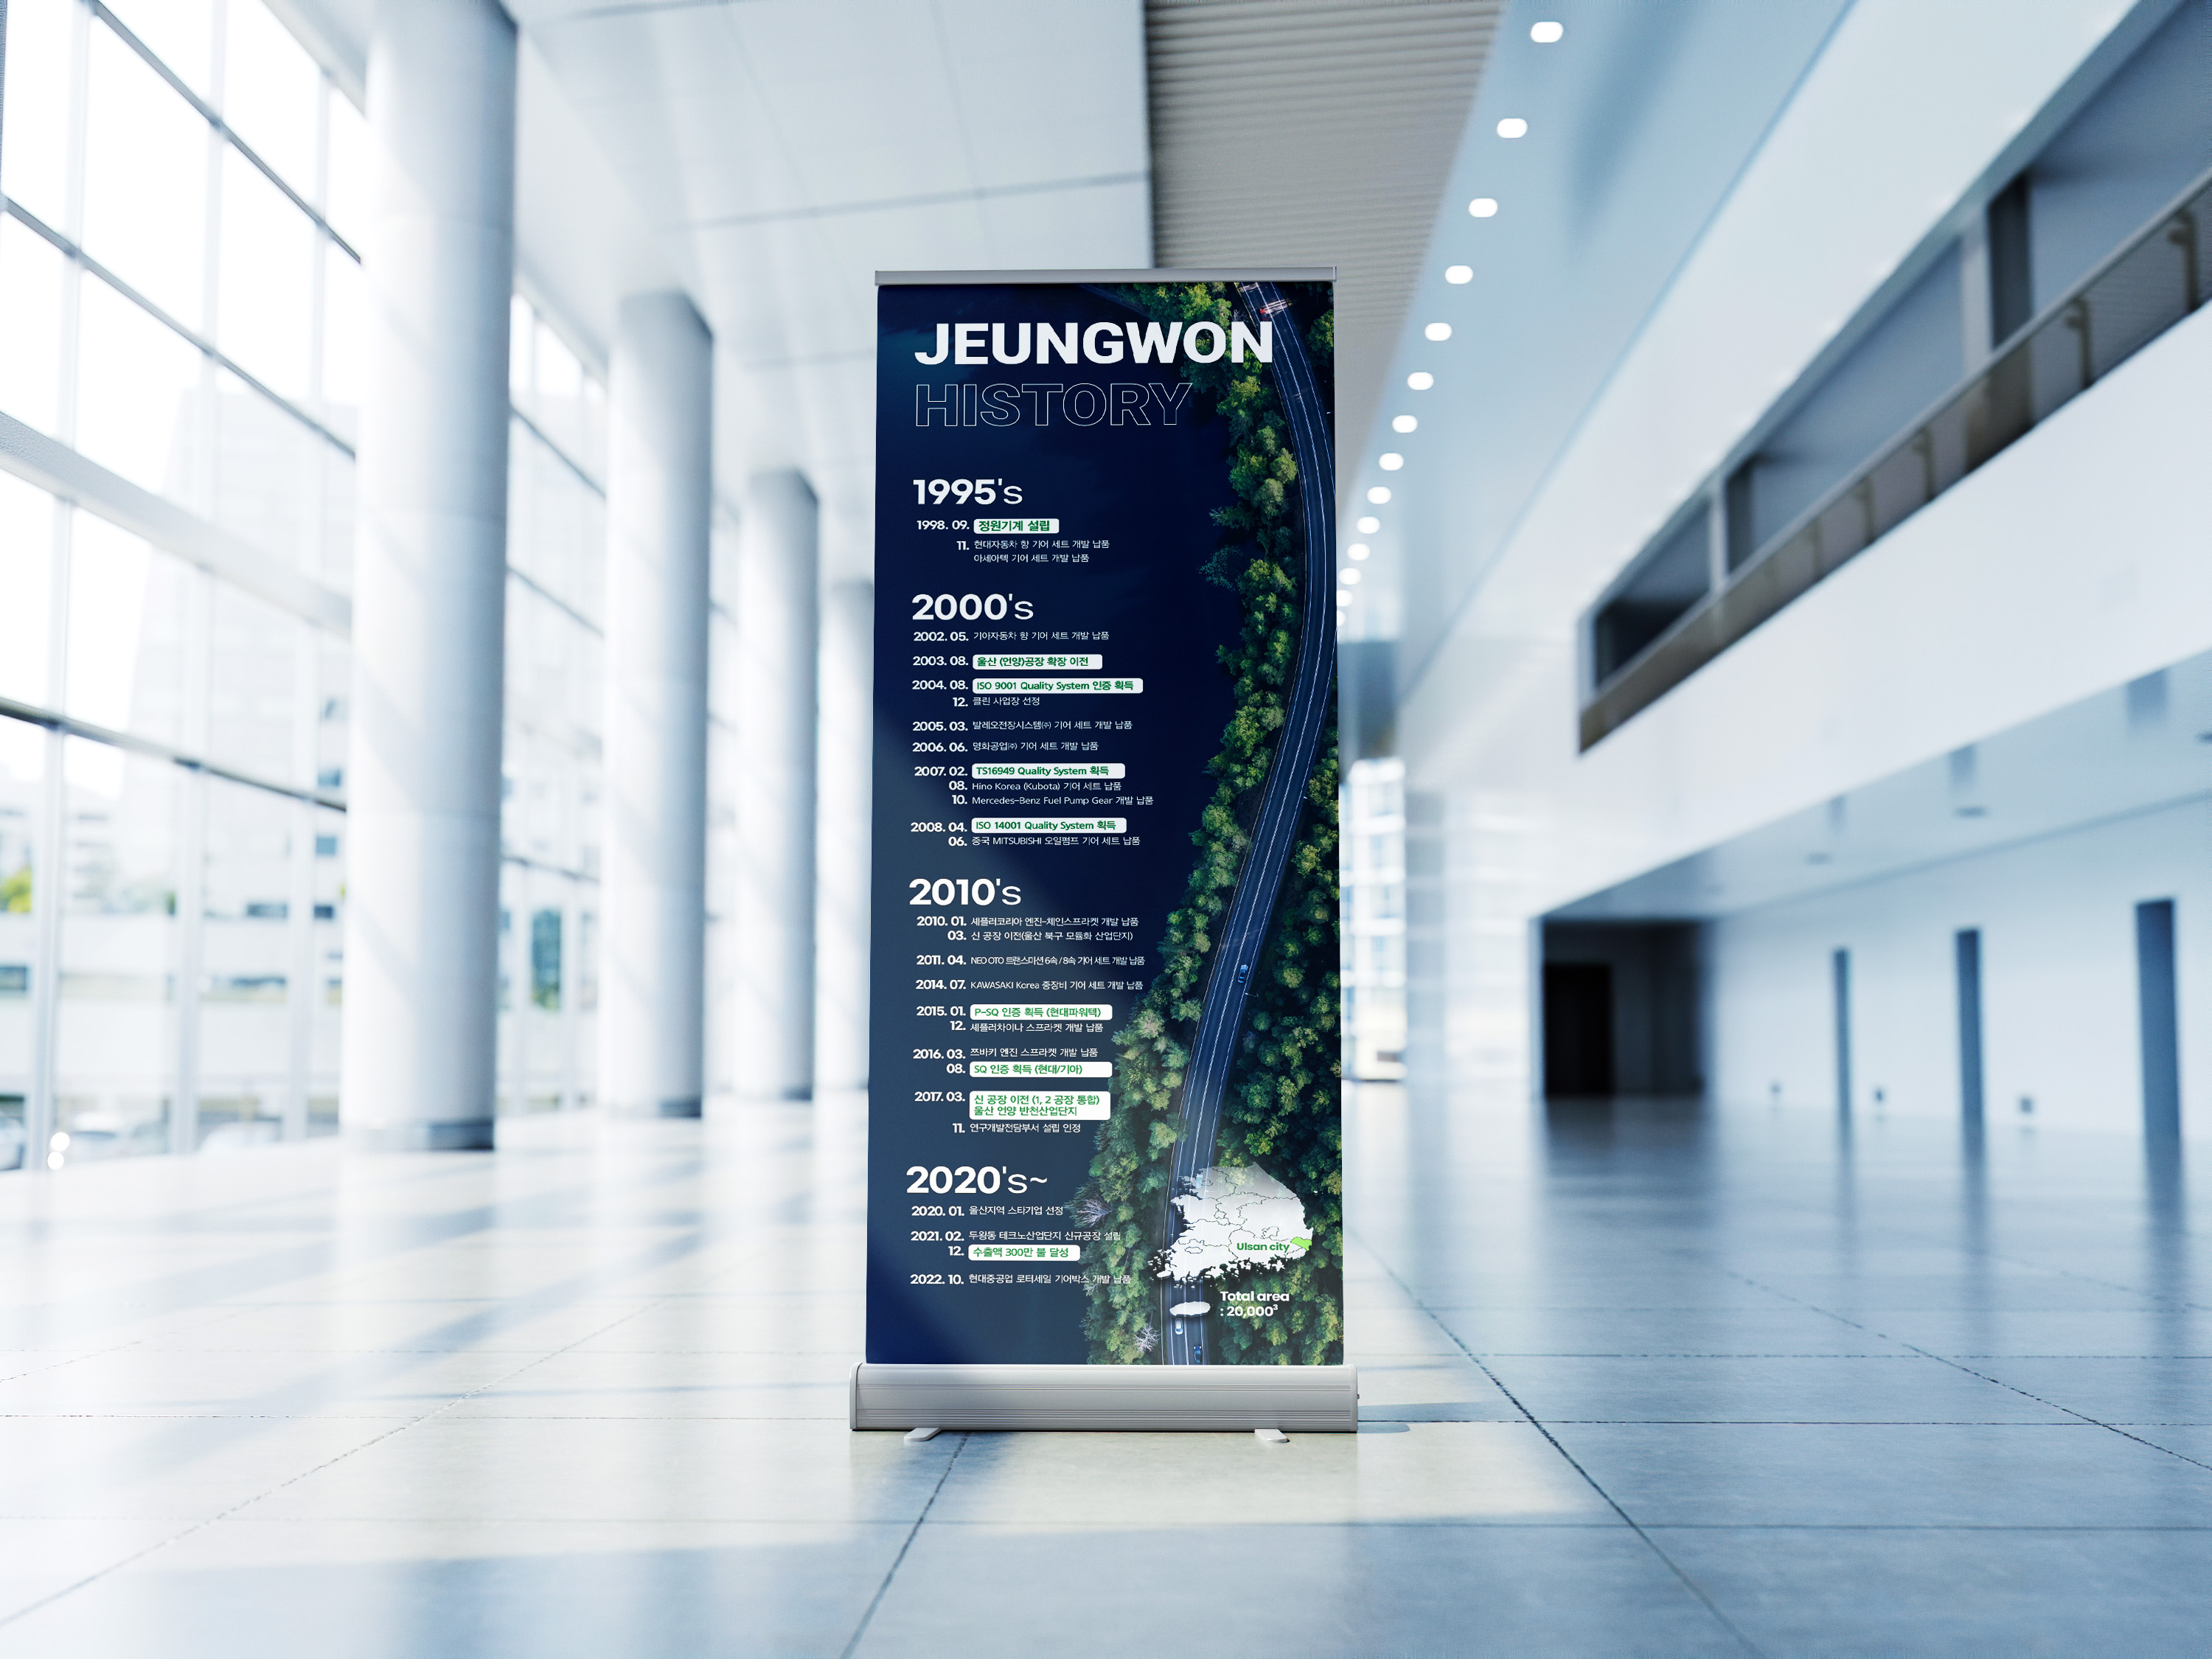 JEUNGWON
HISTORY
1995's
1998. 09. 정원기계 설립
11. 현대자동차 향 기어 세트 개발 납품
아세아텍 기어 세트 개발 납품
2000's
2002. 05. 기아자동차 향 기어 세트 개발 납품
2003. 08. 울산 (언양)공장 확장 이전
2004. 08. ISO 9001 Quality System 인증 획득
12. 클린 사업장 선정
2005. 03. 발레오전장시스템㈜ 기어 세트 개발 납품
2006. 06. 명화공업㈜ 기어 세트 개발 납품
2007. 02. TS16949 Quality System 획득
08. Hino Korea (Kubota) 기어 세트 납품
10. Mercedes-Benz Fuel Pump Gear 개발 납품
2008. 04. ISO 14001 Quality System 획득
06. 중국 MITSUBISHI 오일펌프 기어 세트 납품
2010's
2010. 01. 셰플러코리아 엔진-체인스프라켓 개발 납품
03. 신 공장 이전(울산 북구 모듈화 산업단지)
2011. 04. NEO OTO 트랜스미션 6속 / 8속 기어 세트 개발 납품
2014. 07. KAWASAKI Korea 중장비 기어 세트 개발 납품
2015. 01. P-SQ 인증 획득 (현대파워텍)
12. 셰플러차이나 스프라켓 개발 납품
2016. 03. 쯔바키 엔진 스프라켓 개발 납품
08. SQ 인증 획득 (현대/기아)
2017. 03. 신 공장 이전 (1, 2 공장 통합)
울산 언양 반천산업단지
11. 연구개발전담부서 설립 인정
2020's~
2020. 01. 울산지역 스타기업 선정
2021. 02. 두왕동 테크노산업단지 신규공장 설립
12. 수출액 300만 불 달성
2022. 10. 현대중공업 로터세일 기어박스 개발 납품
Ulsan city
Total area
: 20,000³